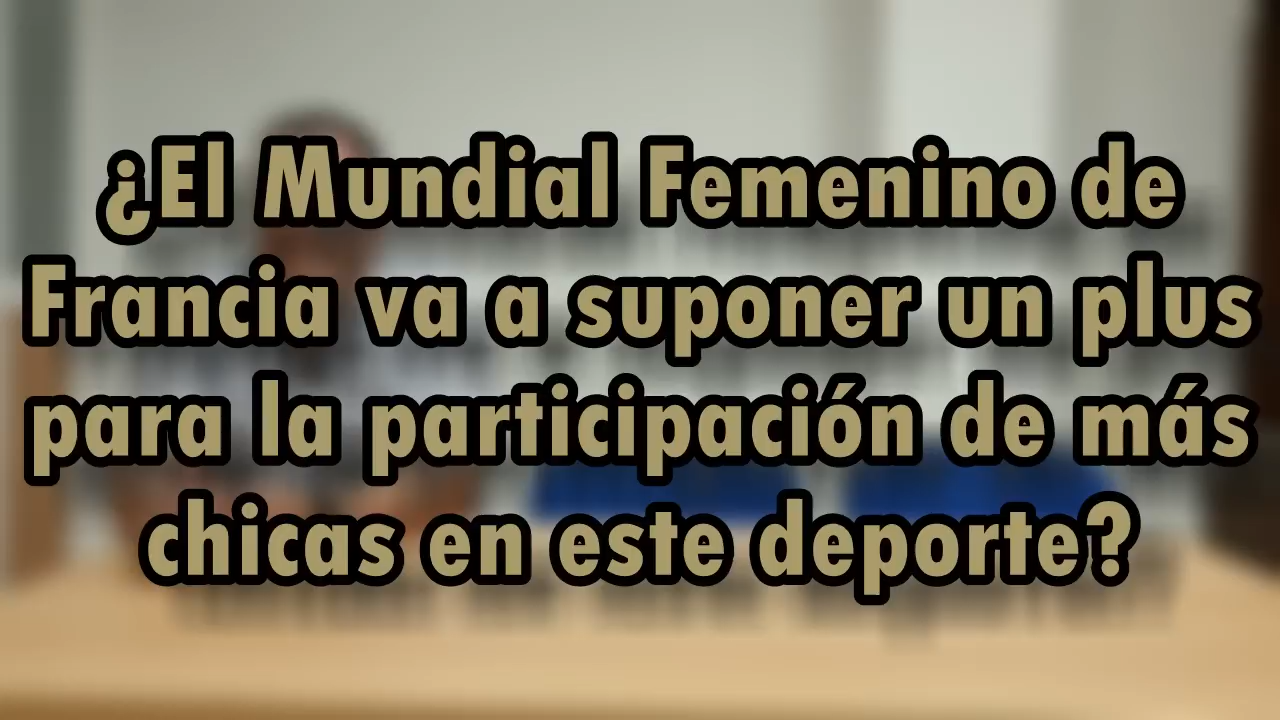 ¿El Mundial Femenino de
Francia va a suponer un plus
para la participación de más
chicas en este deporte?